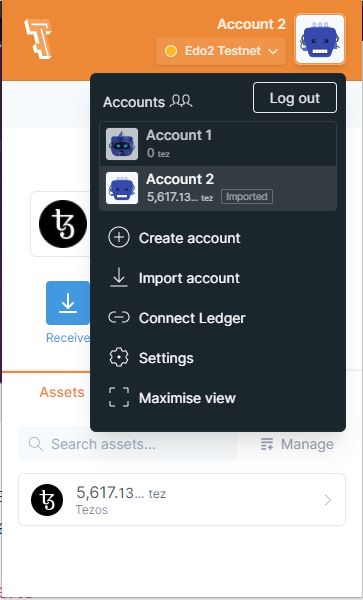 Account 2
Edo2 Testnet
Accounts
Log out
Account 1
0 tez
Account 2
5,617.13... tez Imported
Create account
Import account
Connect Ledger
Settings
Maximise view
Receive
Assets
Search assets...
Manage
5,617.13... tez
Tezos